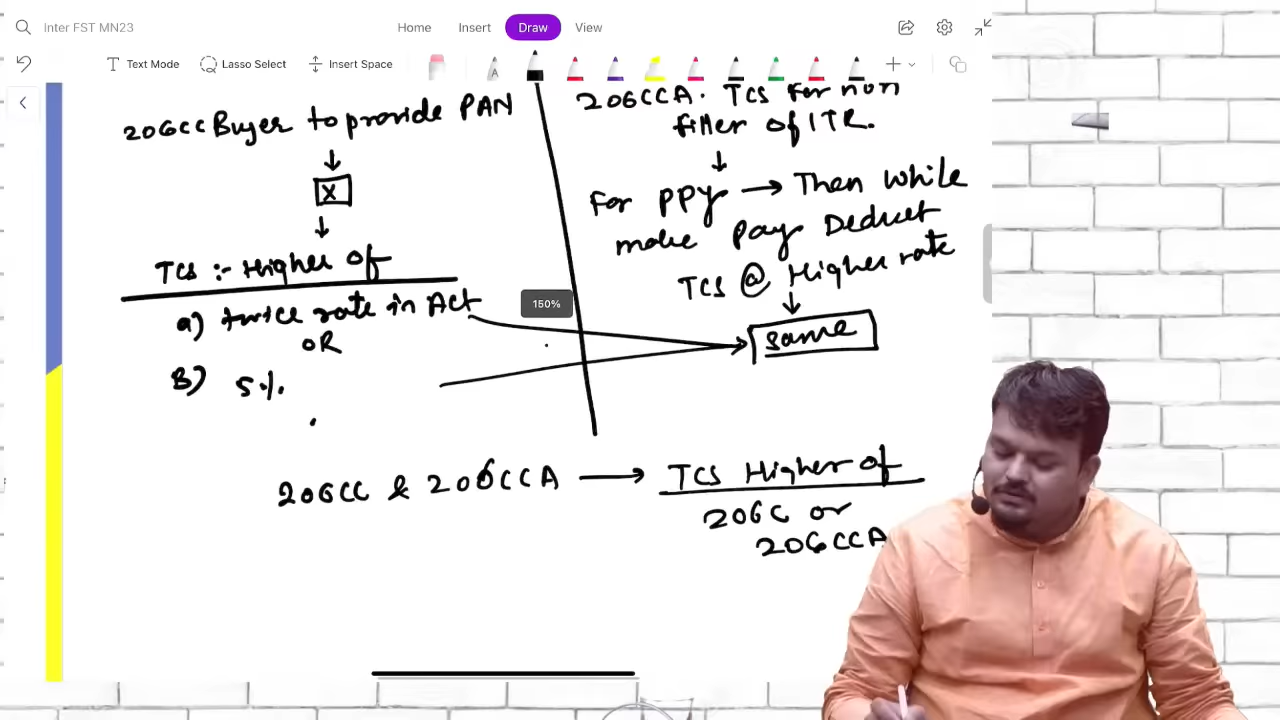 Inter FST MN23
Home
Insert
Draw
View
Text Mode
Lasso Select
Insert Space
206CC Buyer to provide PAN
X
TCS :- Higher Of
a) twice rate in Act
OR
B) 5%.
206CCA. TCS for non
filler of ITR.
For PPY → Then While
make pay Deduct
TCS @ Higher rate
same
150%
206CC & 206CCA → TCS Higher of
206C or
206CCA